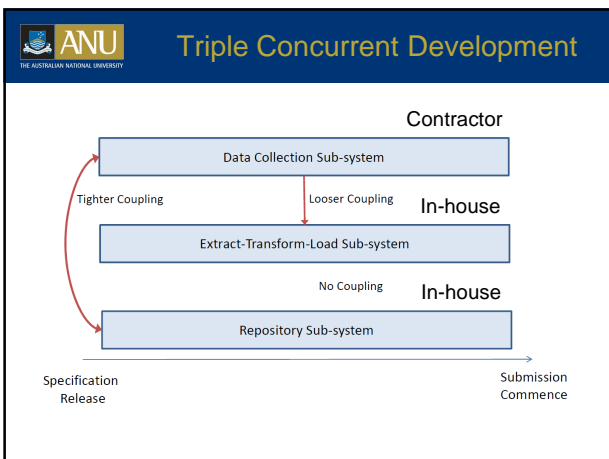 ANU
THE AUSTRALIAN NATIONAL UNIVERSITY
Triple Concurrent Development
Contractor
Data Collection Sub-system
Tighter Coupling
Looser Coupling
In-house
Extract-Transform-Load Sub-system
No Coupling
In-house
Repository Sub-system
Specification
Release
Submission
Commence